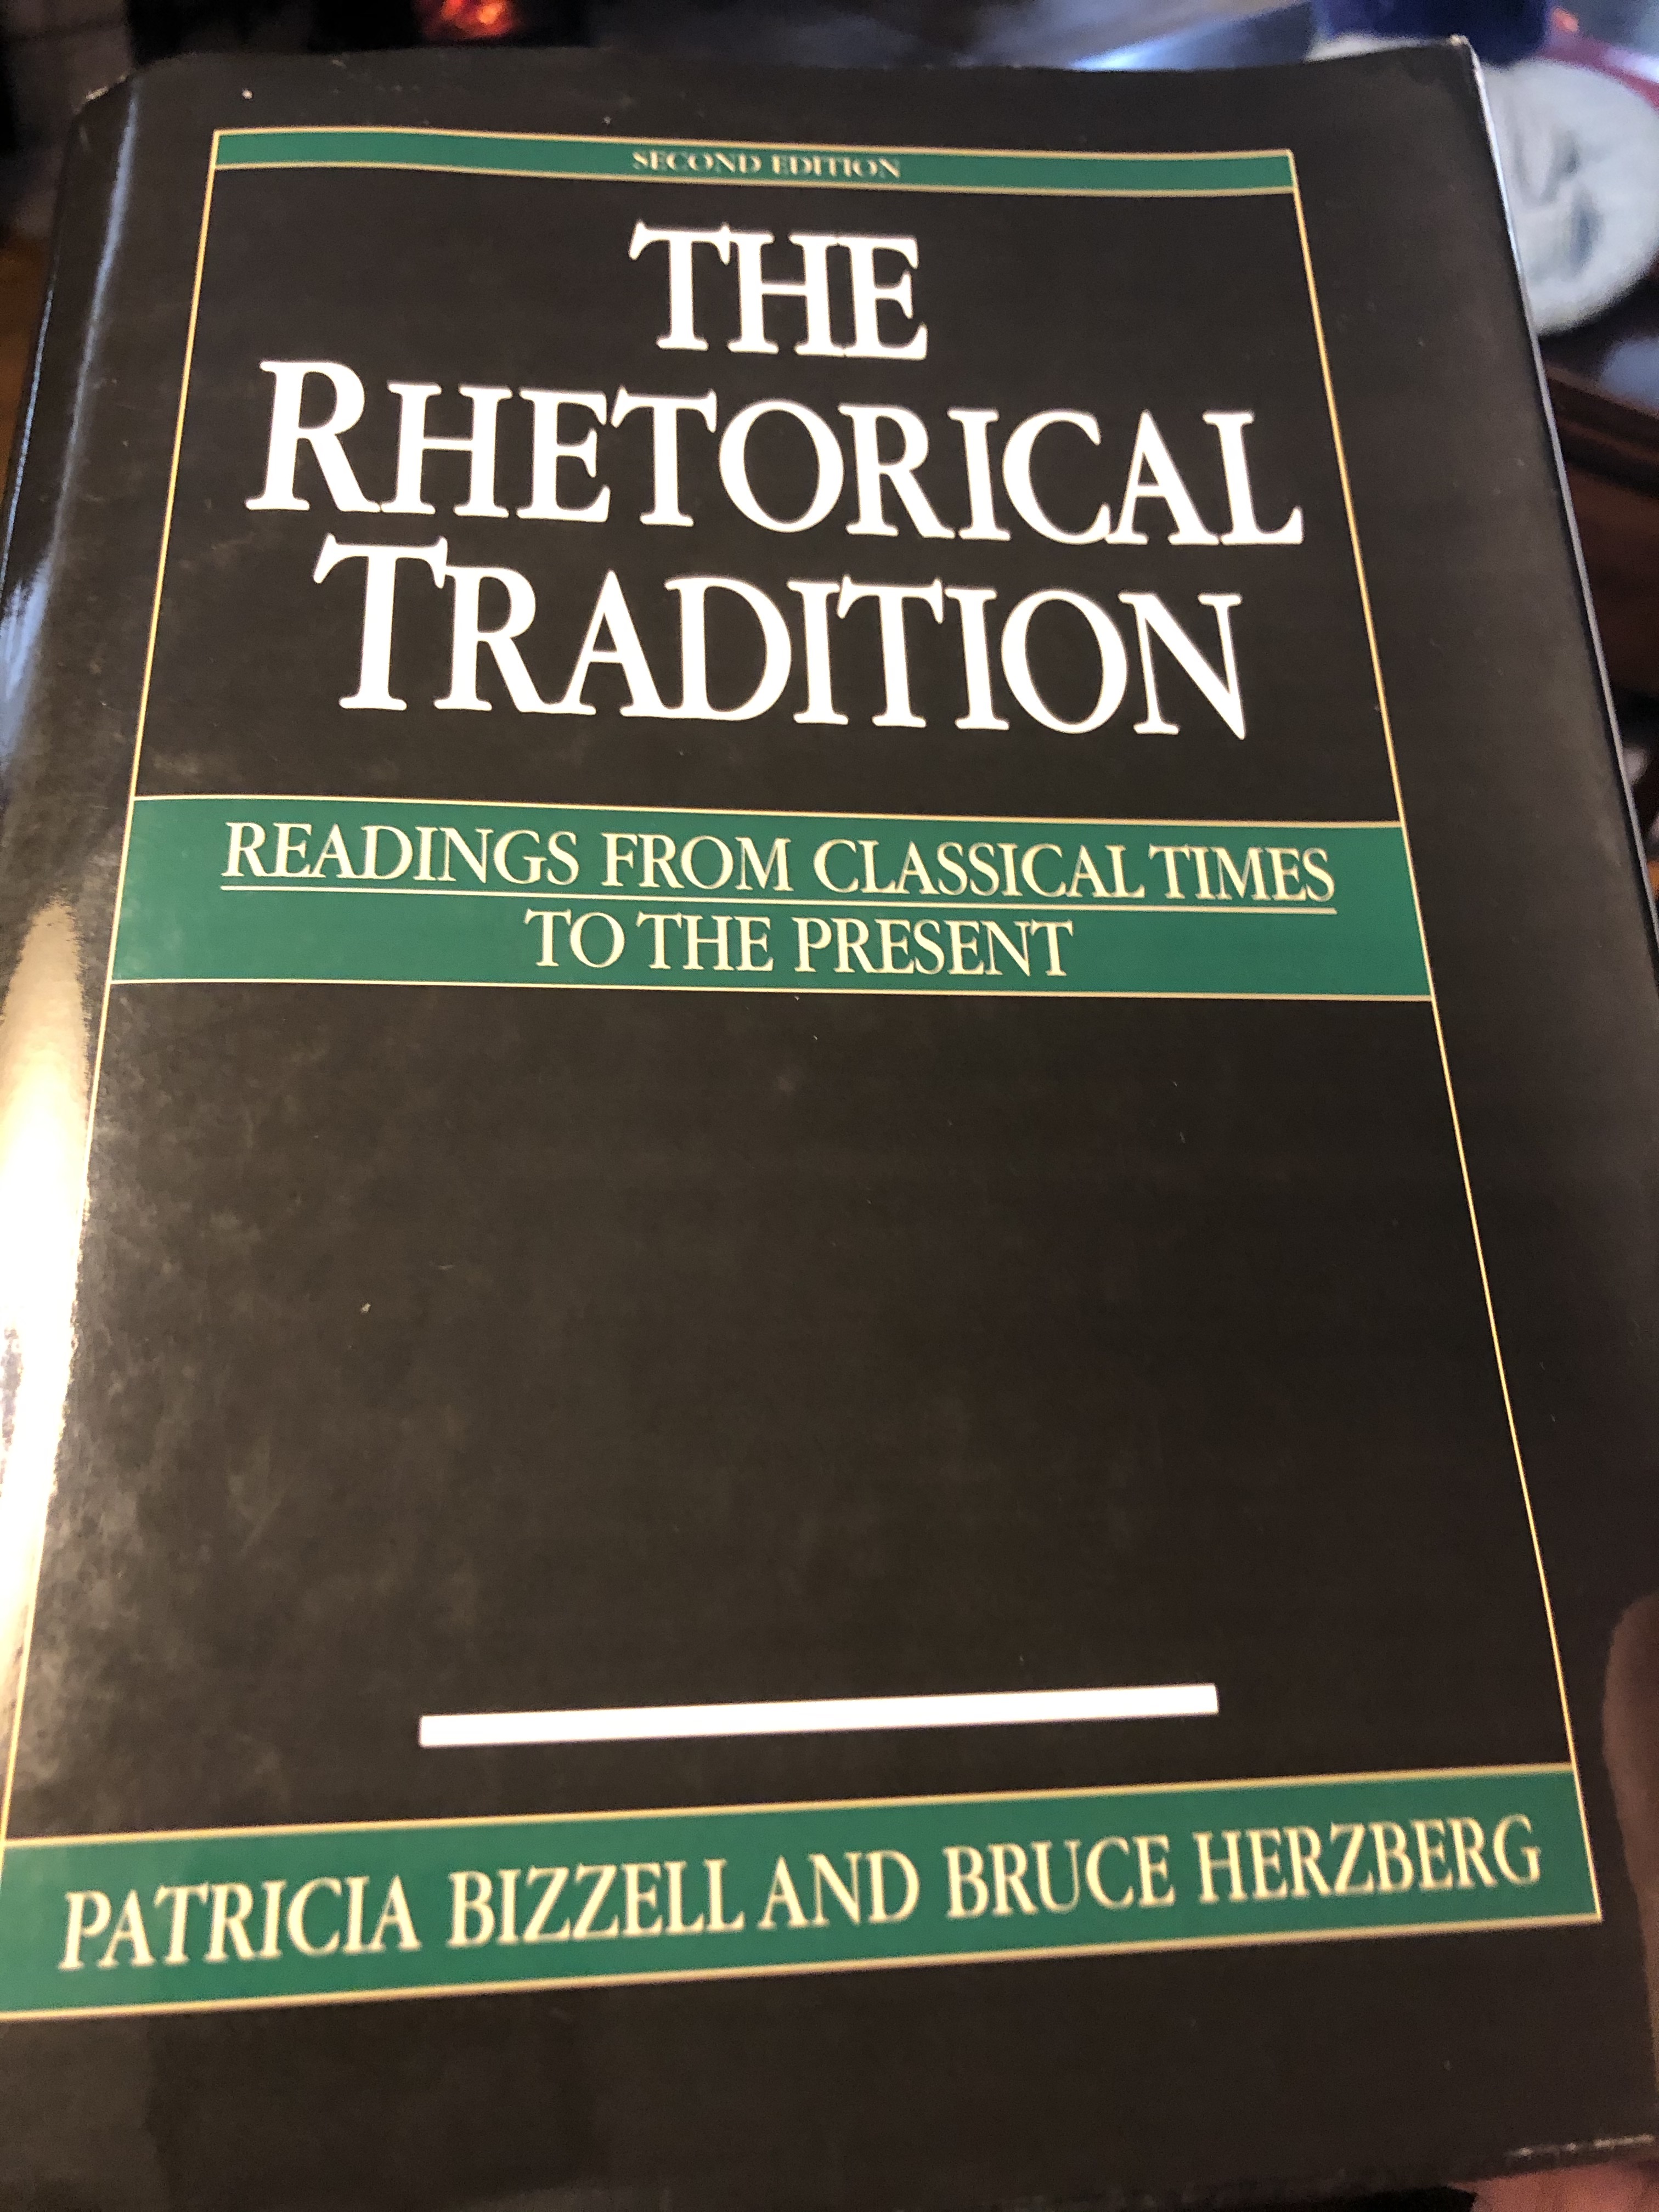 SECOND EDITION
THE
RHETORICAL
TRADITION
READINGS FROM CLASSICAL TIMES
TO THE PRESENT
PATRICIA BIZZELL AND BRUCE HERZBERG